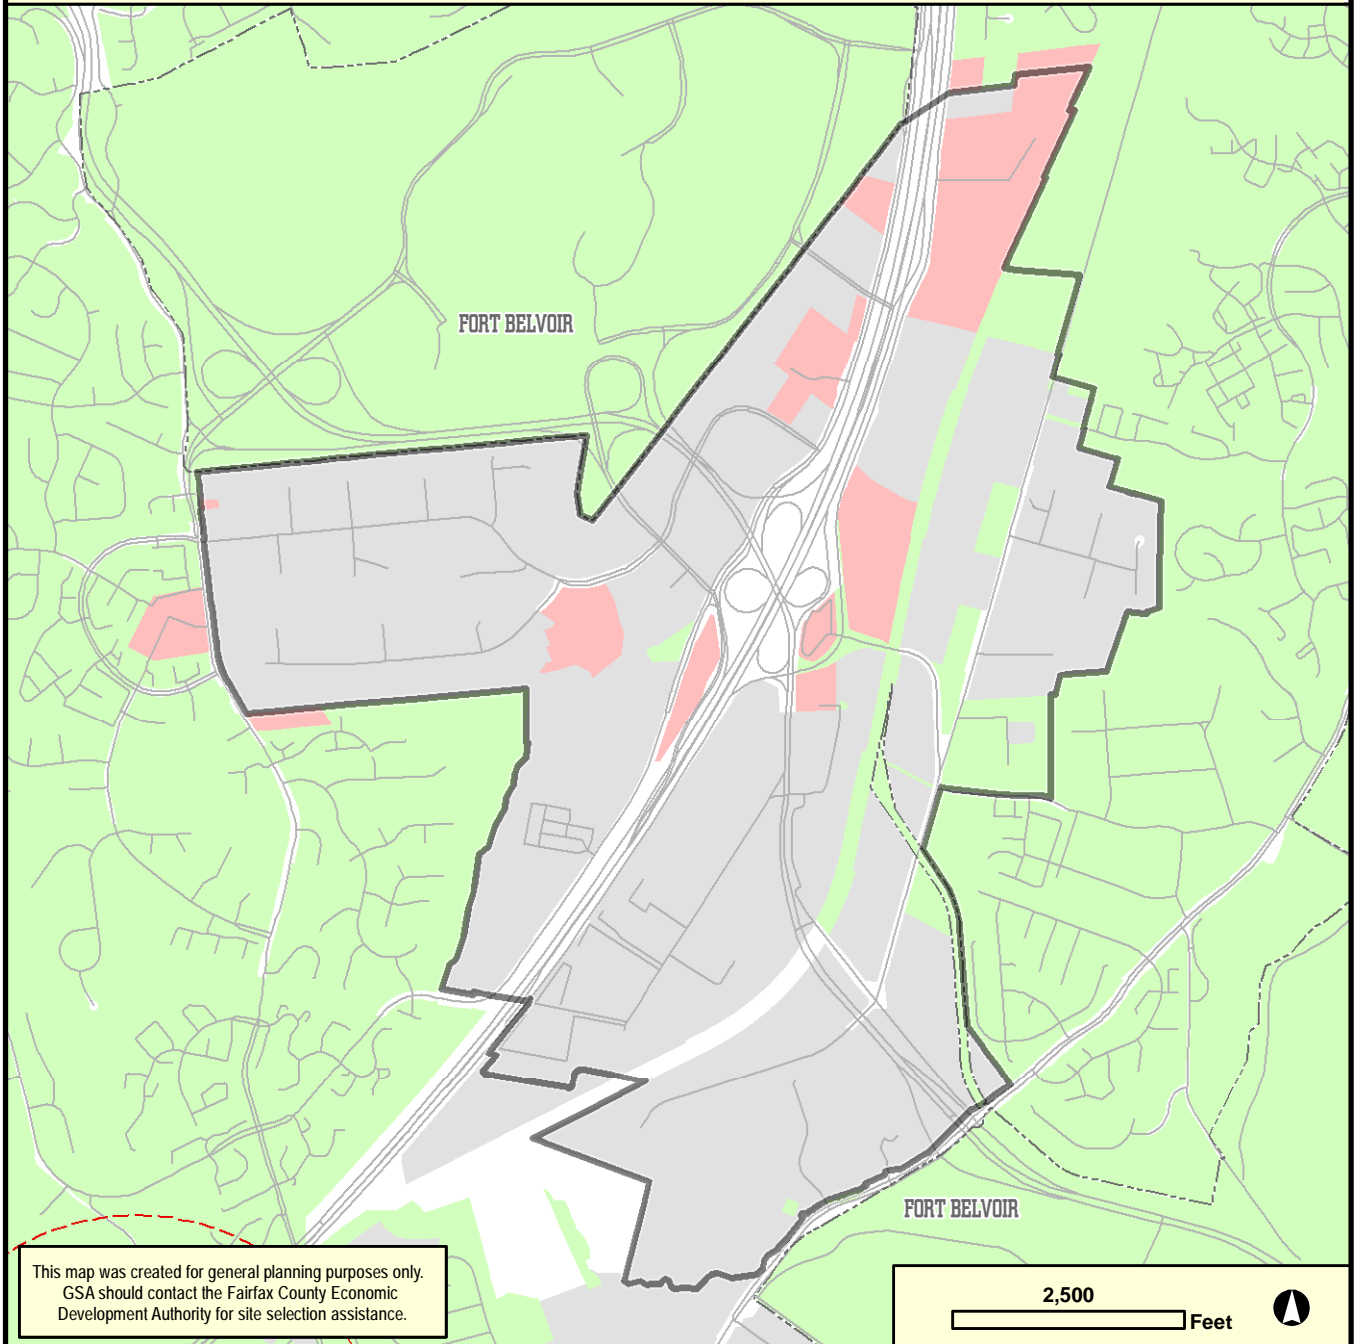 FORT BELVOIR
FORT BELVOIR
This map was created for general planning purposes only.
GSA should contact the Fairfax County Economic
Development Authority for site selection assistance.
2,500
Feet